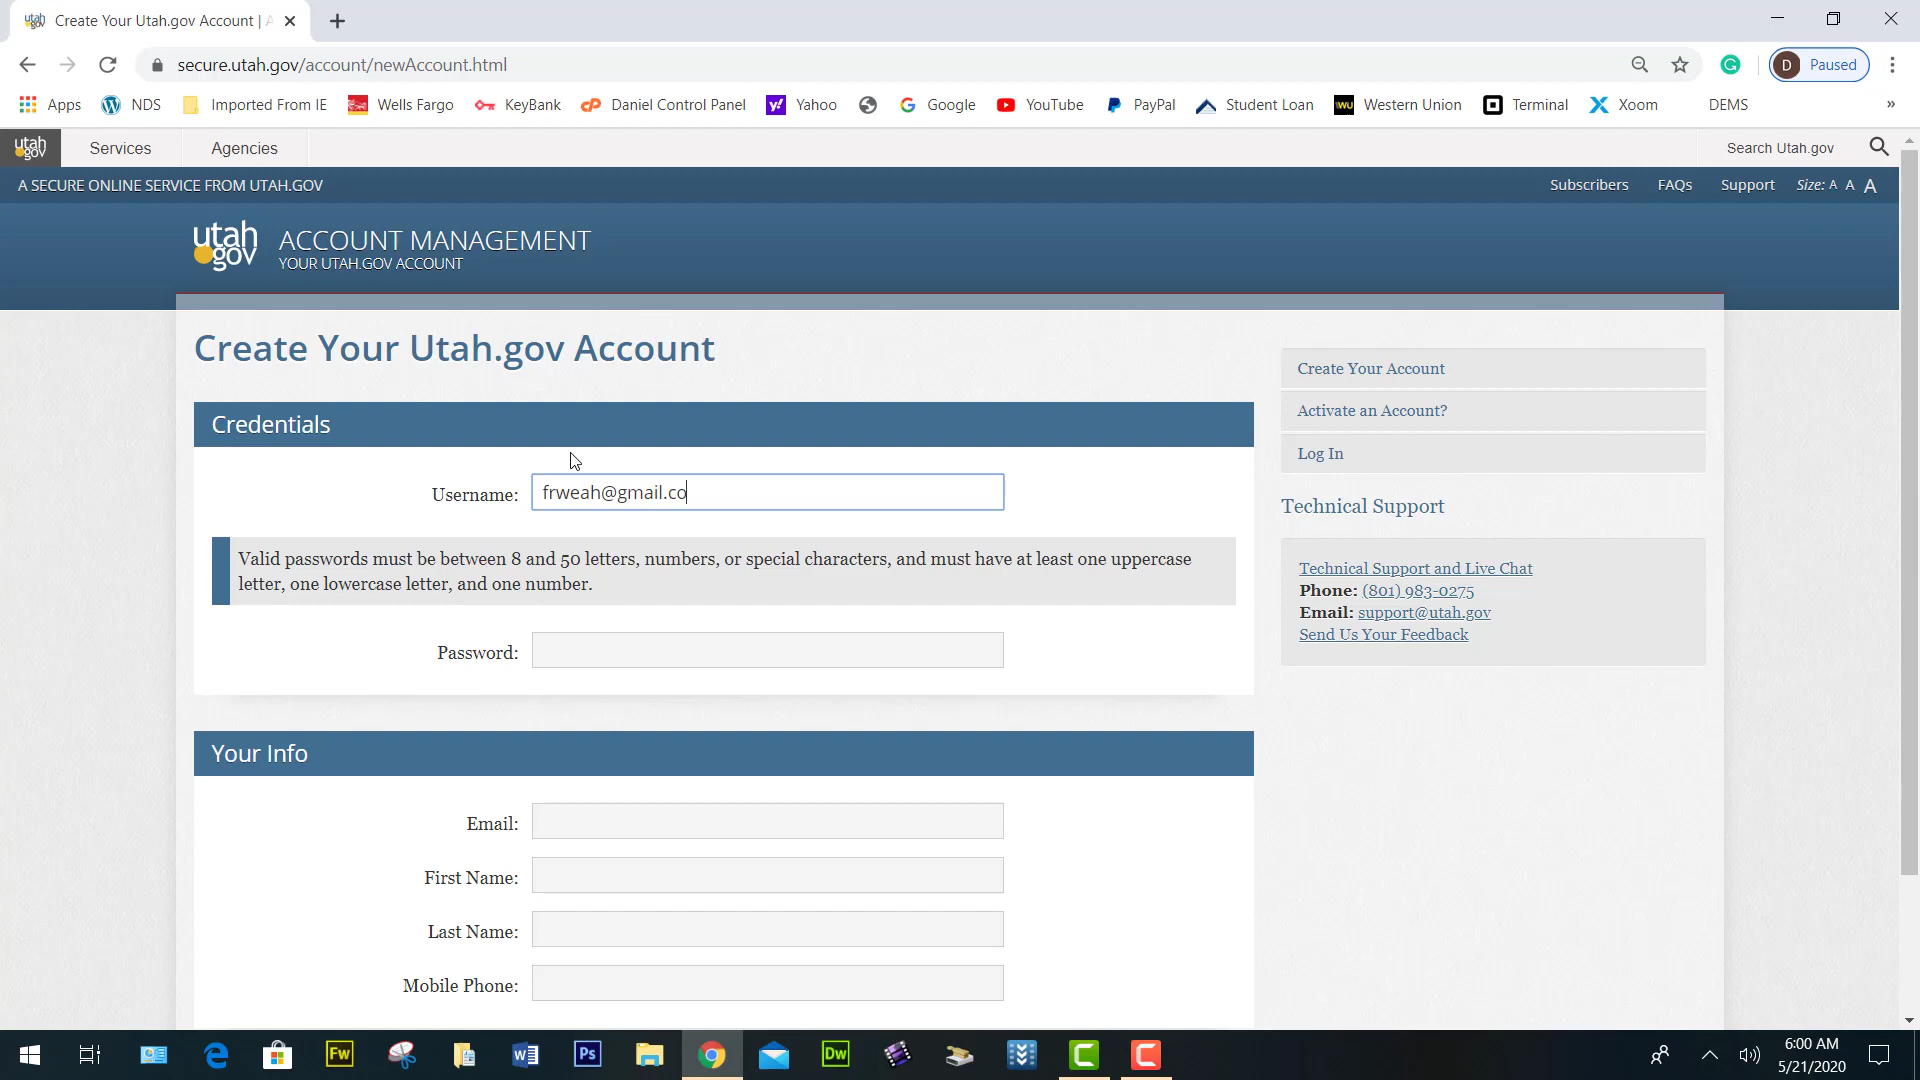 Create Your Utah.gov Account | A
secure.utah.gov/account/newAccount.html
D Paused
Apps NDS Imported From IE Wells Fargo KeyBank Daniel Control Panel Yahoo Google YouTube PayPal Student Loan Western Union Terminal Xoom DEMS »
utah gov Services Agencies Search Utah.gov
A SECURE ONLINE SERVICE FROM UTAH.GOV Subscribers FAQs Support Size: A A A
utah gov ACCOUNT MANAGEMENT
YOUR UTAH.GOV ACCOUNT
Create Your Utah.gov Account
Credentials
Username: frweah@gmail.co
Valid passwords must be between 8 and 50 letters, numbers, or special characters, and must have at least one uppercase
letter, one lowercase letter, and one number.
Password:
Your Info
Email:
First Name:
Last Name:
Mobile Phone:
Create Your Account
Activate an Account?
Log In
Technical Support
Technical Support and Live Chat
Phone: (801) 983-0275
Email: support@utah.gov
Send Us Your Feedback
Fw Ps Dw
6:00 AM
5/21/2020